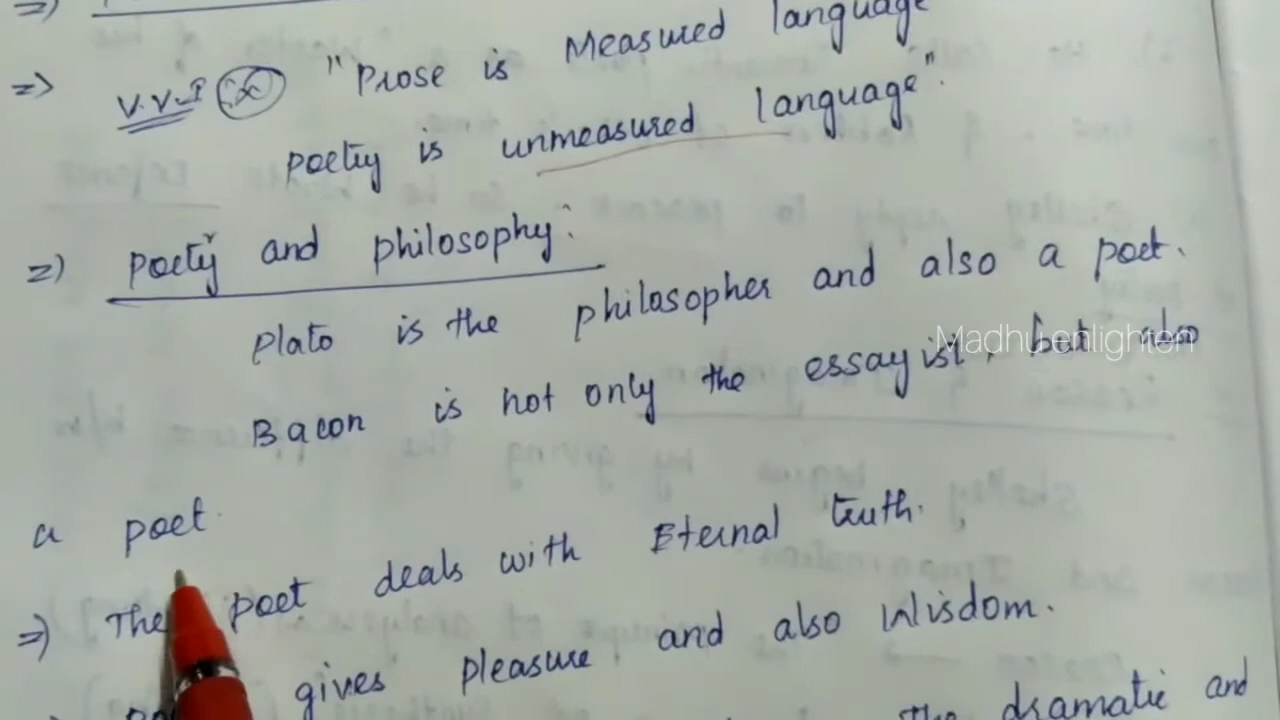 =>
=> V.V.I "Prose is Measured language
poetry is unmeasured language".
=) poetry and philosophy:
Plato is the philosopher and also a poet.
Bacon is not only the essayist, but also
a poet.
=) The poet deals with Eternal truth.
gives pleasure and also Wisdom.
The dramatic and
Madhu enlighten